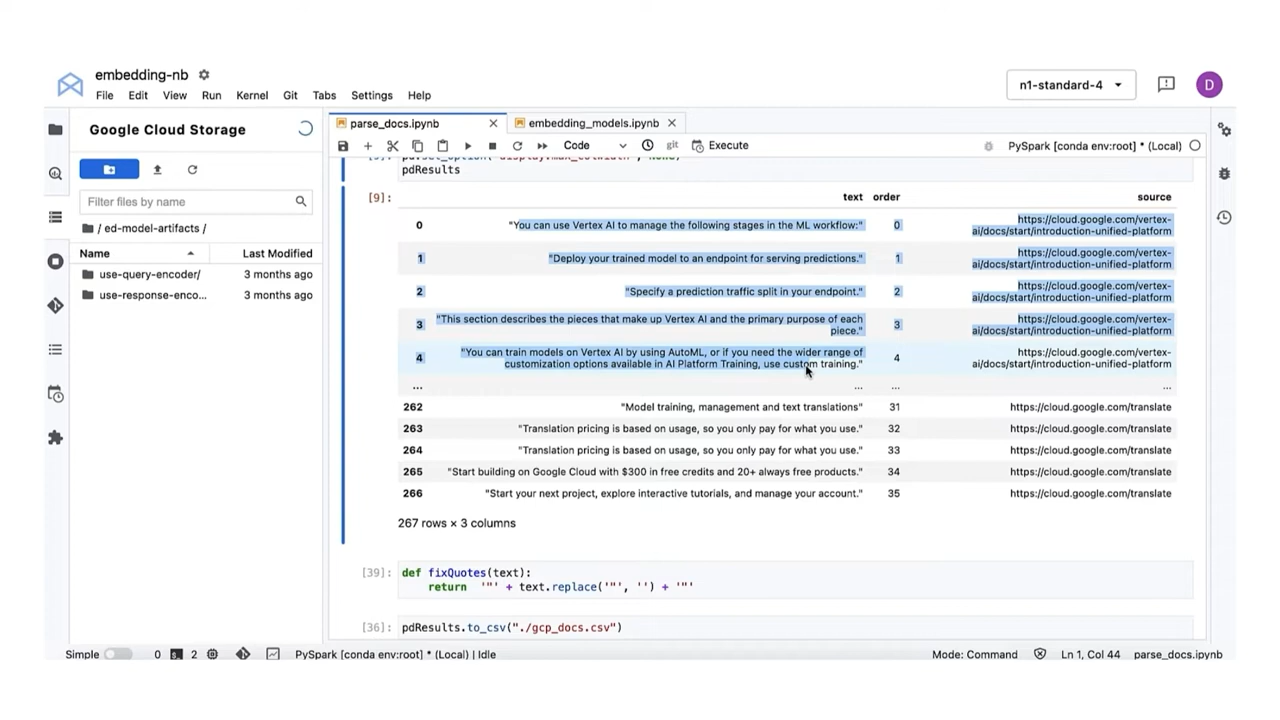 embedding-nb
File Edit View Run Kernel Git Tabs Settings Help
n1-standard-4
D
Google Cloud Storage
Filter files by name
/ ed-model-artifacts /
Name Last Modified
use-query-encoder/ 3 months ago
use-response-enco... 3 months ago
parse_docs.ipynb
embedding_models.ipynb
Code
git
Execute
PySpark [conda env:root] * (Local)
pdResults
[9]:
text order source
0 "You can use Vertex AI to manage the following stages in the ML workflow:" 0 https://cloud.google.com/vertex-
ai/docs/start/introduction-unified-platform
1 "Deploy your trained model to an endpoint for serving predictions." 1 https://cloud.google.com/vertex-
ai/docs/start/introduction-unified-platform
2 "Specify a prediction traffic split in your endpoint." 2 https://cloud.google.com/vertex-
ai/docs/start/introduction-unified-platform
3 "This section describes the pieces that make up Vertex AI and the primary purpose of each 3 https://cloud.google.com/vertex-
piece." ai/docs/start/introduction-unified-platform
4 "You can train models on Vertex AI by using AutoML, or if you need the wider range of 4 https://cloud.google.com/vertex-
customization options available in AI Platform Training, use custom training." ai/docs/start/introduction-unified-platform
... ... ... ...
262 "Model training, management and text translations" 31 https://cloud.google.com/translate
263 "Translation pricing is based on usage, so you only pay for what you use." 32 https://cloud.google.com/translate
264 "Translation pricing is based on usage, so you only pay for what you use." 33 https://cloud.google.com/translate
265 "Start building on Google Cloud with $300 in free credits and 20+ always free products." 34 https://cloud.google.com/translate
266 "Start your next project, explore interactive tutorials, and manage your account." 35 https://cloud.google.com/translate
267 rows × 3 columns
[39]: def fixQuotes(text):
return '"' + text.replace('"', '') + '"'
[36]: pdResults.to_csv("./gcp_docs.csv")
Simple 0 2 PySpark [conda env:root] * (Local) | Idle Mode: Command Ln 1, Col 44 parse_docs.ipynb